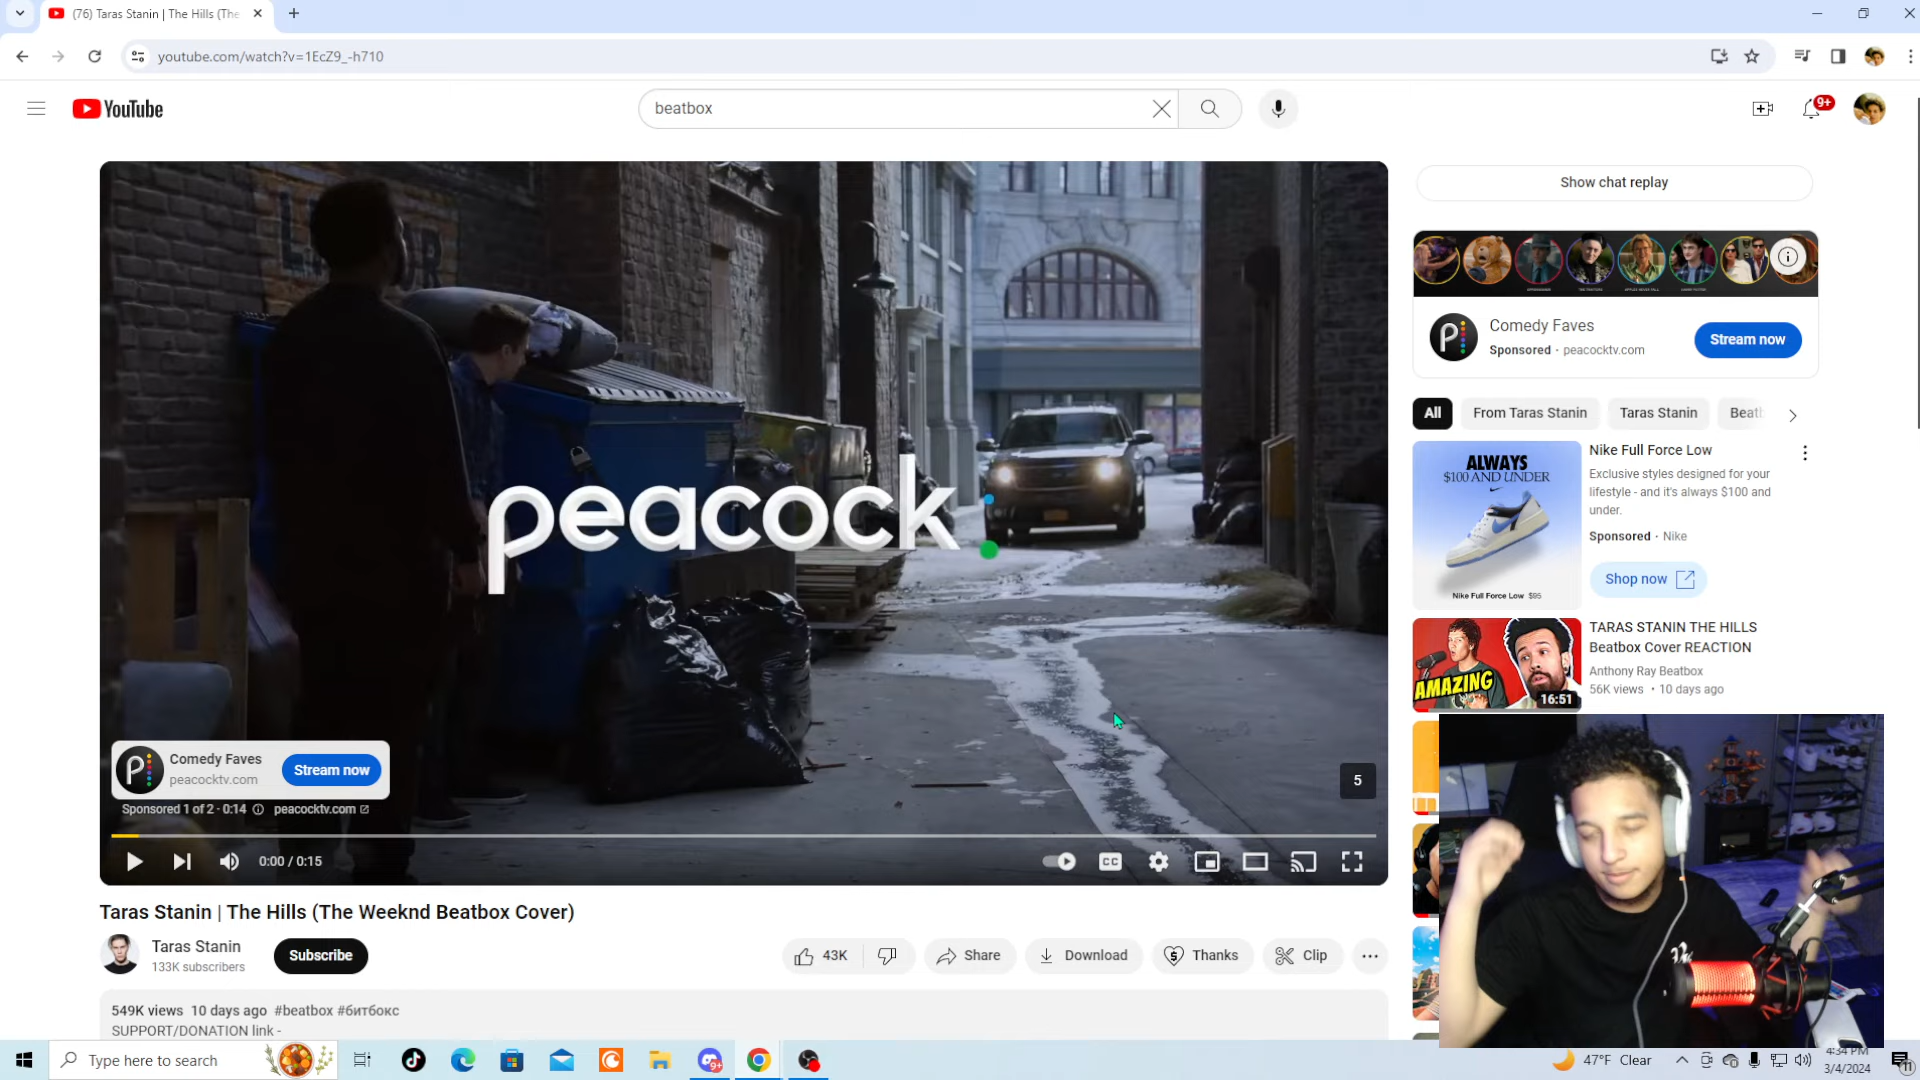 (76) Taras Stanin | The Hills (The
youtube.com/watch?v=1EcZ9_-h710
YouTube
beatbox
9+
Show chat replay
peacock
Comedy Faves
Sponsored · peacocktv.com
Stream now
All
From Taras Stanin
Taras Stanin
ALWAYS
$100 AND UNDER
Nike Full Force Low $95
Nike Full Force Low
Exclusive styles designed for your
lifestyle - and it's always $100 and
under.
Sponsored · Nike
Shop now
AMAZING
16:51
TARAS STANIN THE HILLS
Beatbox Cover REACTION
Anthony Ray Beatbox
56K views • 10 days ago
Comedy Faves
peacocktv.com
Stream now
Sponsored 1 of 2 · 0:14
peacocktv.com
5
0:00 / 0:15
CC
Taras Stanin | The Hills (The Weeknd Beatbox Cover)
Taras Stanin
133K subscribers
Subscribe
43K
Share
Download
Thanks
Clip
549K views 10 days ago #beatbox #битбокс
SUPPORT/DONATION link -
Type here to search
9+
47°F Clear
4:34 PM
3/4/2024
11